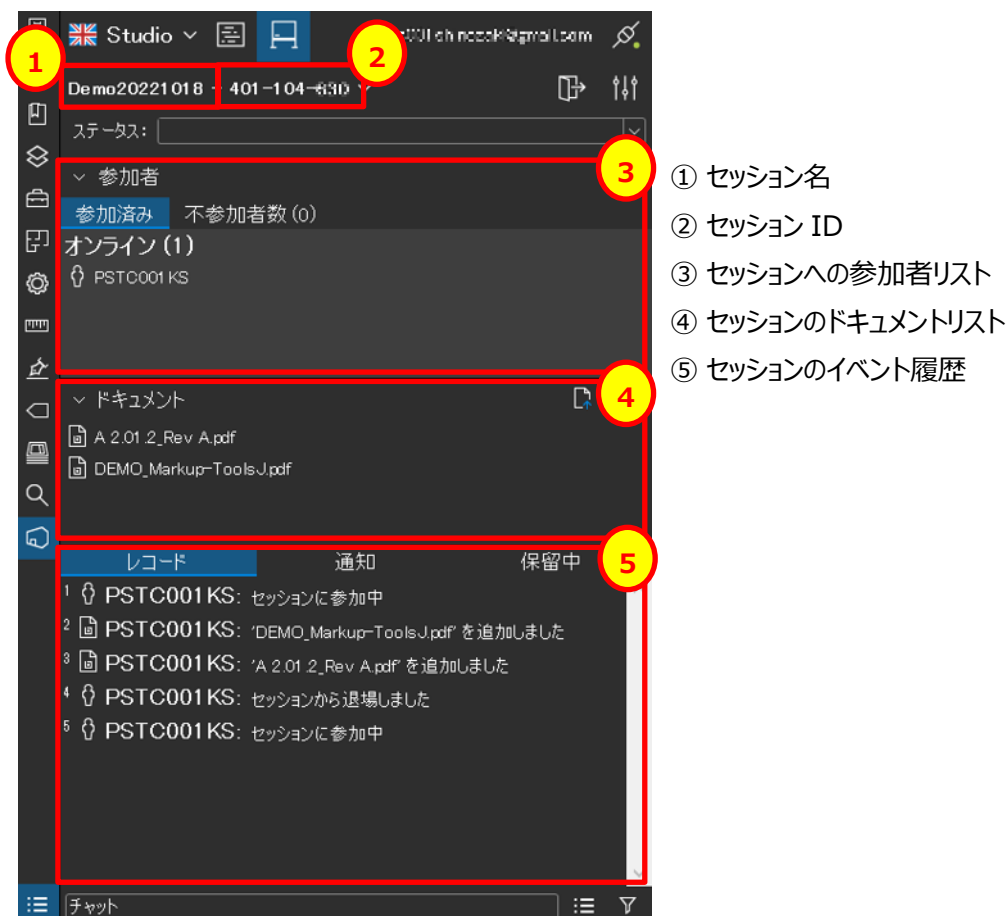 Studio
1
2
Demo20221018 - 401-104-630
ステータス:
参加者
3
参加済み 不参加者数 (0)
オンライン (1)
PSTC001KS
ドキュメント
4
A 2.01.2_Rev A.pdf
DEMO_Markup-ToolsJ.pdf
レコード 通知 保留中
5
1 PSTC001KS: セッションに参加中
2 PSTC001KS: 'DEMO_Markup-ToolsJ.pdf' を追加しました
3 PSTC001KS: 'A 2.01.2_Rev A.pdf' を追加しました
4 PSTC001KS: セッションから退場しました
5 PSTC001KS: セッションに参加中
チャット
① セッション名
② セッション ID
③ セッションへの参加者リスト
④ セッションのドキュメントリスト
⑤ セッションのイベント履歴